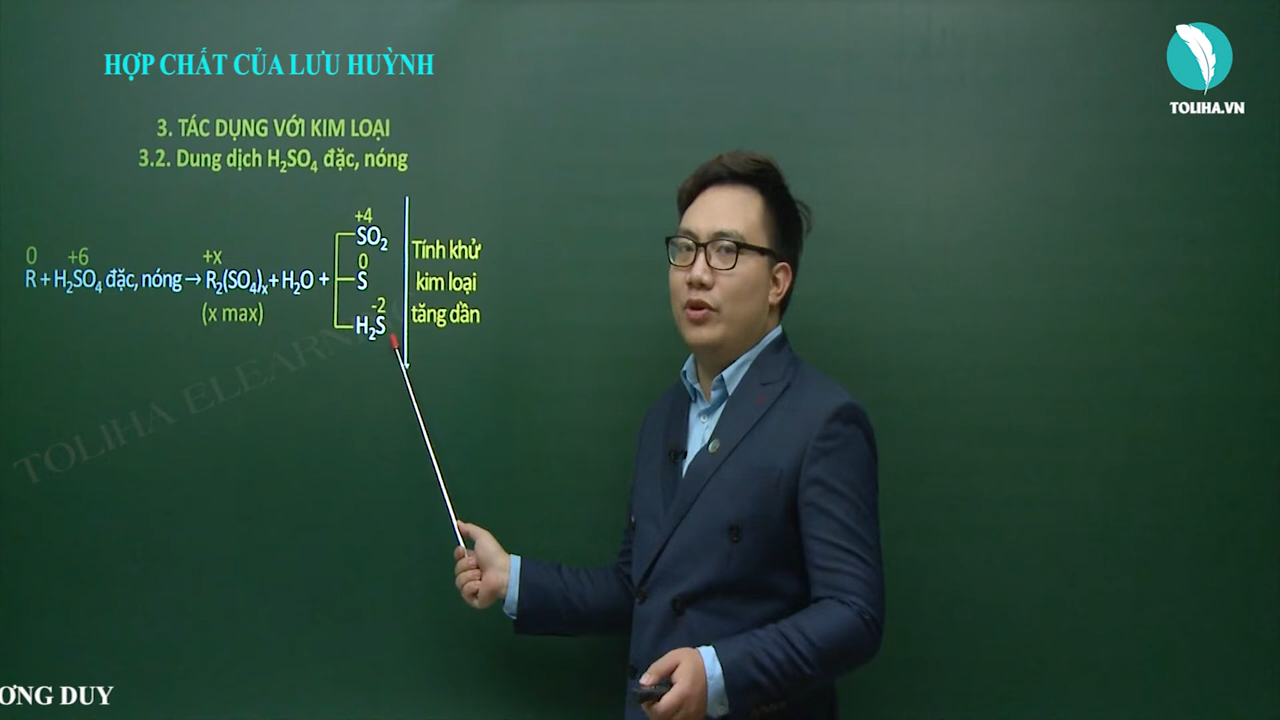 HỢP CHẤT CỦA LƯU HUỲNH
TOLIHA.VN
3. TÁC DỤNG VỚI KIM LOẠI
3.2. Dung dịch H₂SO₄ đặc, nóng
0 +6 +x
R + H₂SO₄ đặc, nóng → R₂(SO₄)ₓ + H₂O +
(x max)
+4
SO₂
0
S
-2
H₂S
Tính khử
kim loại
tăng dần
TOLIHA ELEARN
ƠNG DUY